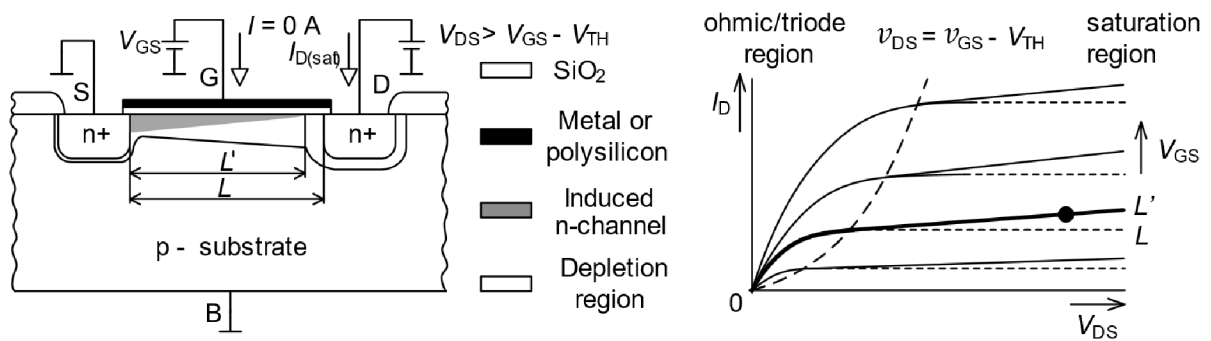 I = 0 A
V_GS
I_D(sat)
V_DS > V_GS - V_TH
G
S
D
n+
n+
L'
L
p - substrate
B
SiO₂
Metal or
polysilicon
Induced
n-channel
Depletion
region
ohmic/triode
region
v_DS = v_GS - V_TH
saturation
region
I_D
V_GS
L'
L
0
V_DS